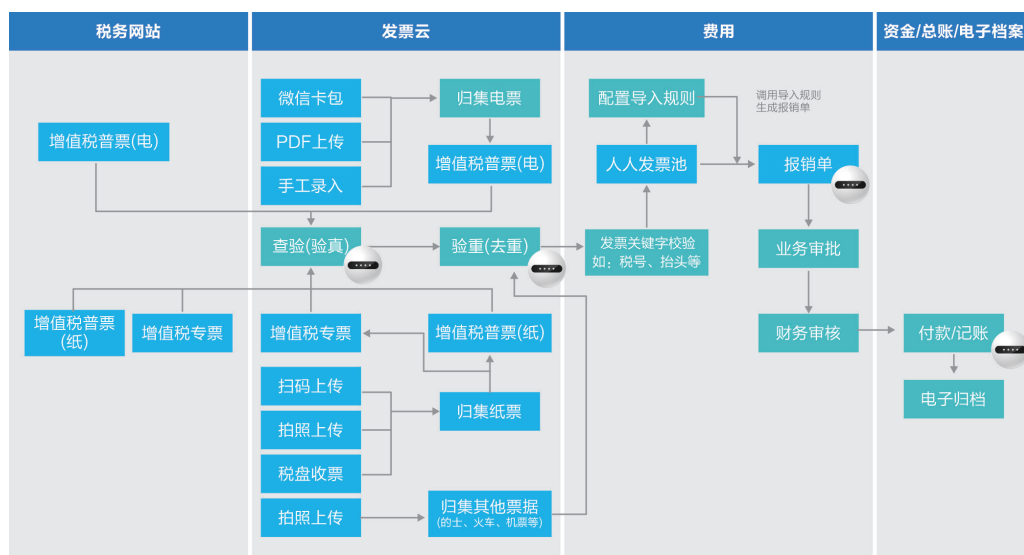 税务网站
发票云
费用
资金/总账/电子档案
微信卡包
归集电票
配置导入规则
调用导入规则
生成报销单
增值税普票(电)
PDF上传
增值税普票(电)
人人发票池
报销单
手工录入
查验(验真)
验重(去重)
发票关键字校验
如：税号、抬头等
业务审批
增值税普票
(纸)
增值税专票
增值税专票
增值税普票(纸)
财务审核
付款/记账
扫码上传
归集纸票
电子归档
拍照上传
税盘收票
拍照上传
归集其他票据
(的士、火车、机票等)